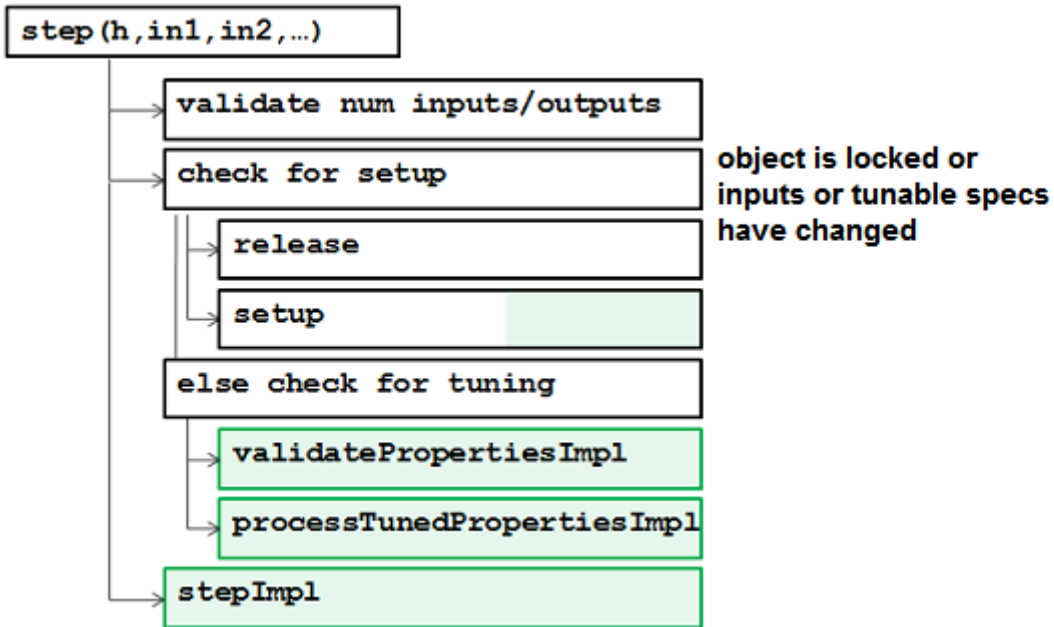 step(h,in1,in2,…)
validate num inputs/outputs
check for setup
object is locked or
inputs or tunable specs
have changed
release
setup
else check for tuning
validatePropertiesImpl
processTunedPropertiesImpl
stepImpl